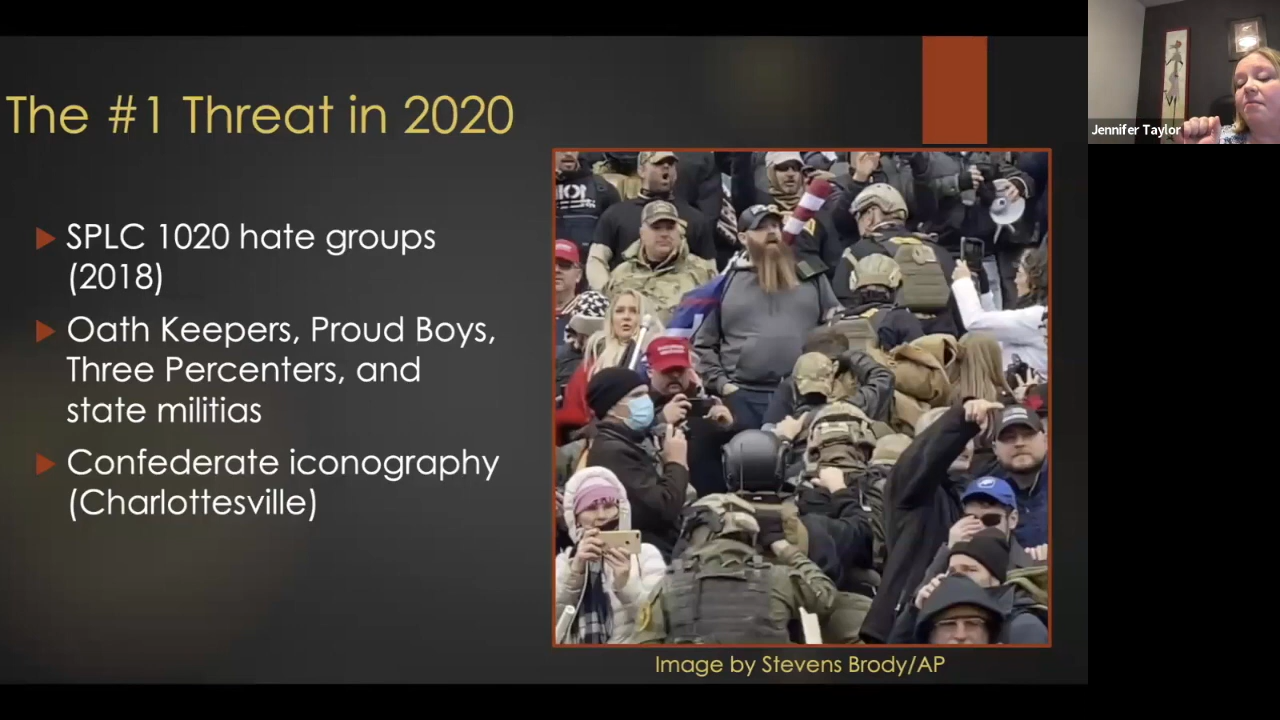 The #1 Threat in 2020
SPLC 1020 hate groups
(2018)
Oath Keepers, Proud Boys,
Three Percenters, and
state militias
Confederate iconography
(Charlottesville)
Image by Stevens Brody/AP
Jennifer Taylor